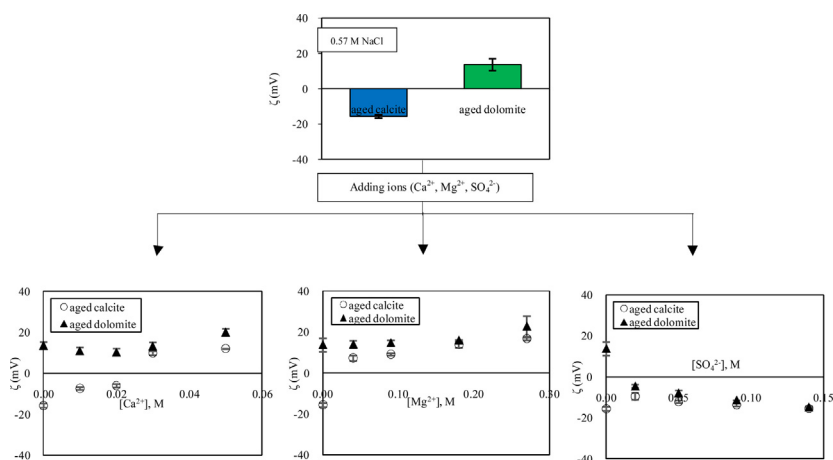 40
0.57 M NaCl
20
ζ (mV)
0
aged calcite
aged dolomite
-20
-40
Adding ions (Ca²⁺, Mg²⁺, SO₄²⁻)
40
aged calcite
aged dolomite
20
ζ (mV)
0
0.00
0.02
0.04
0.06
[Ca²⁺], M
-20
-40
40
aged calcite
aged dolomite
20
ζ (mV)
0
0.00
0.10
0.20
0.30
[Mg²⁺], M
-20
-40
40
aged calcite
aged dolomite
20
[SO₄²⁻], M
ζ (mV)
0
0.00
0.05
0.10
0.15
-20
-40